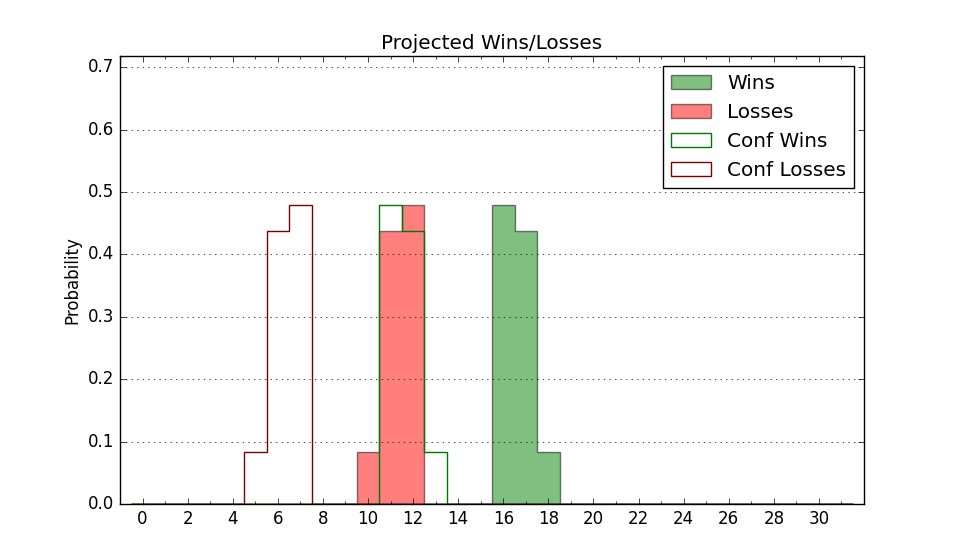 Projected Wins/Losses
Wins
Losses
Conf Wins
Conf Losses
Probability
0.7
0.6
0.5
0.4
0.3
0.2
0.1
0.0
0 2 4 6 8 10 12 14 16 18 20 22 24 26 28 30